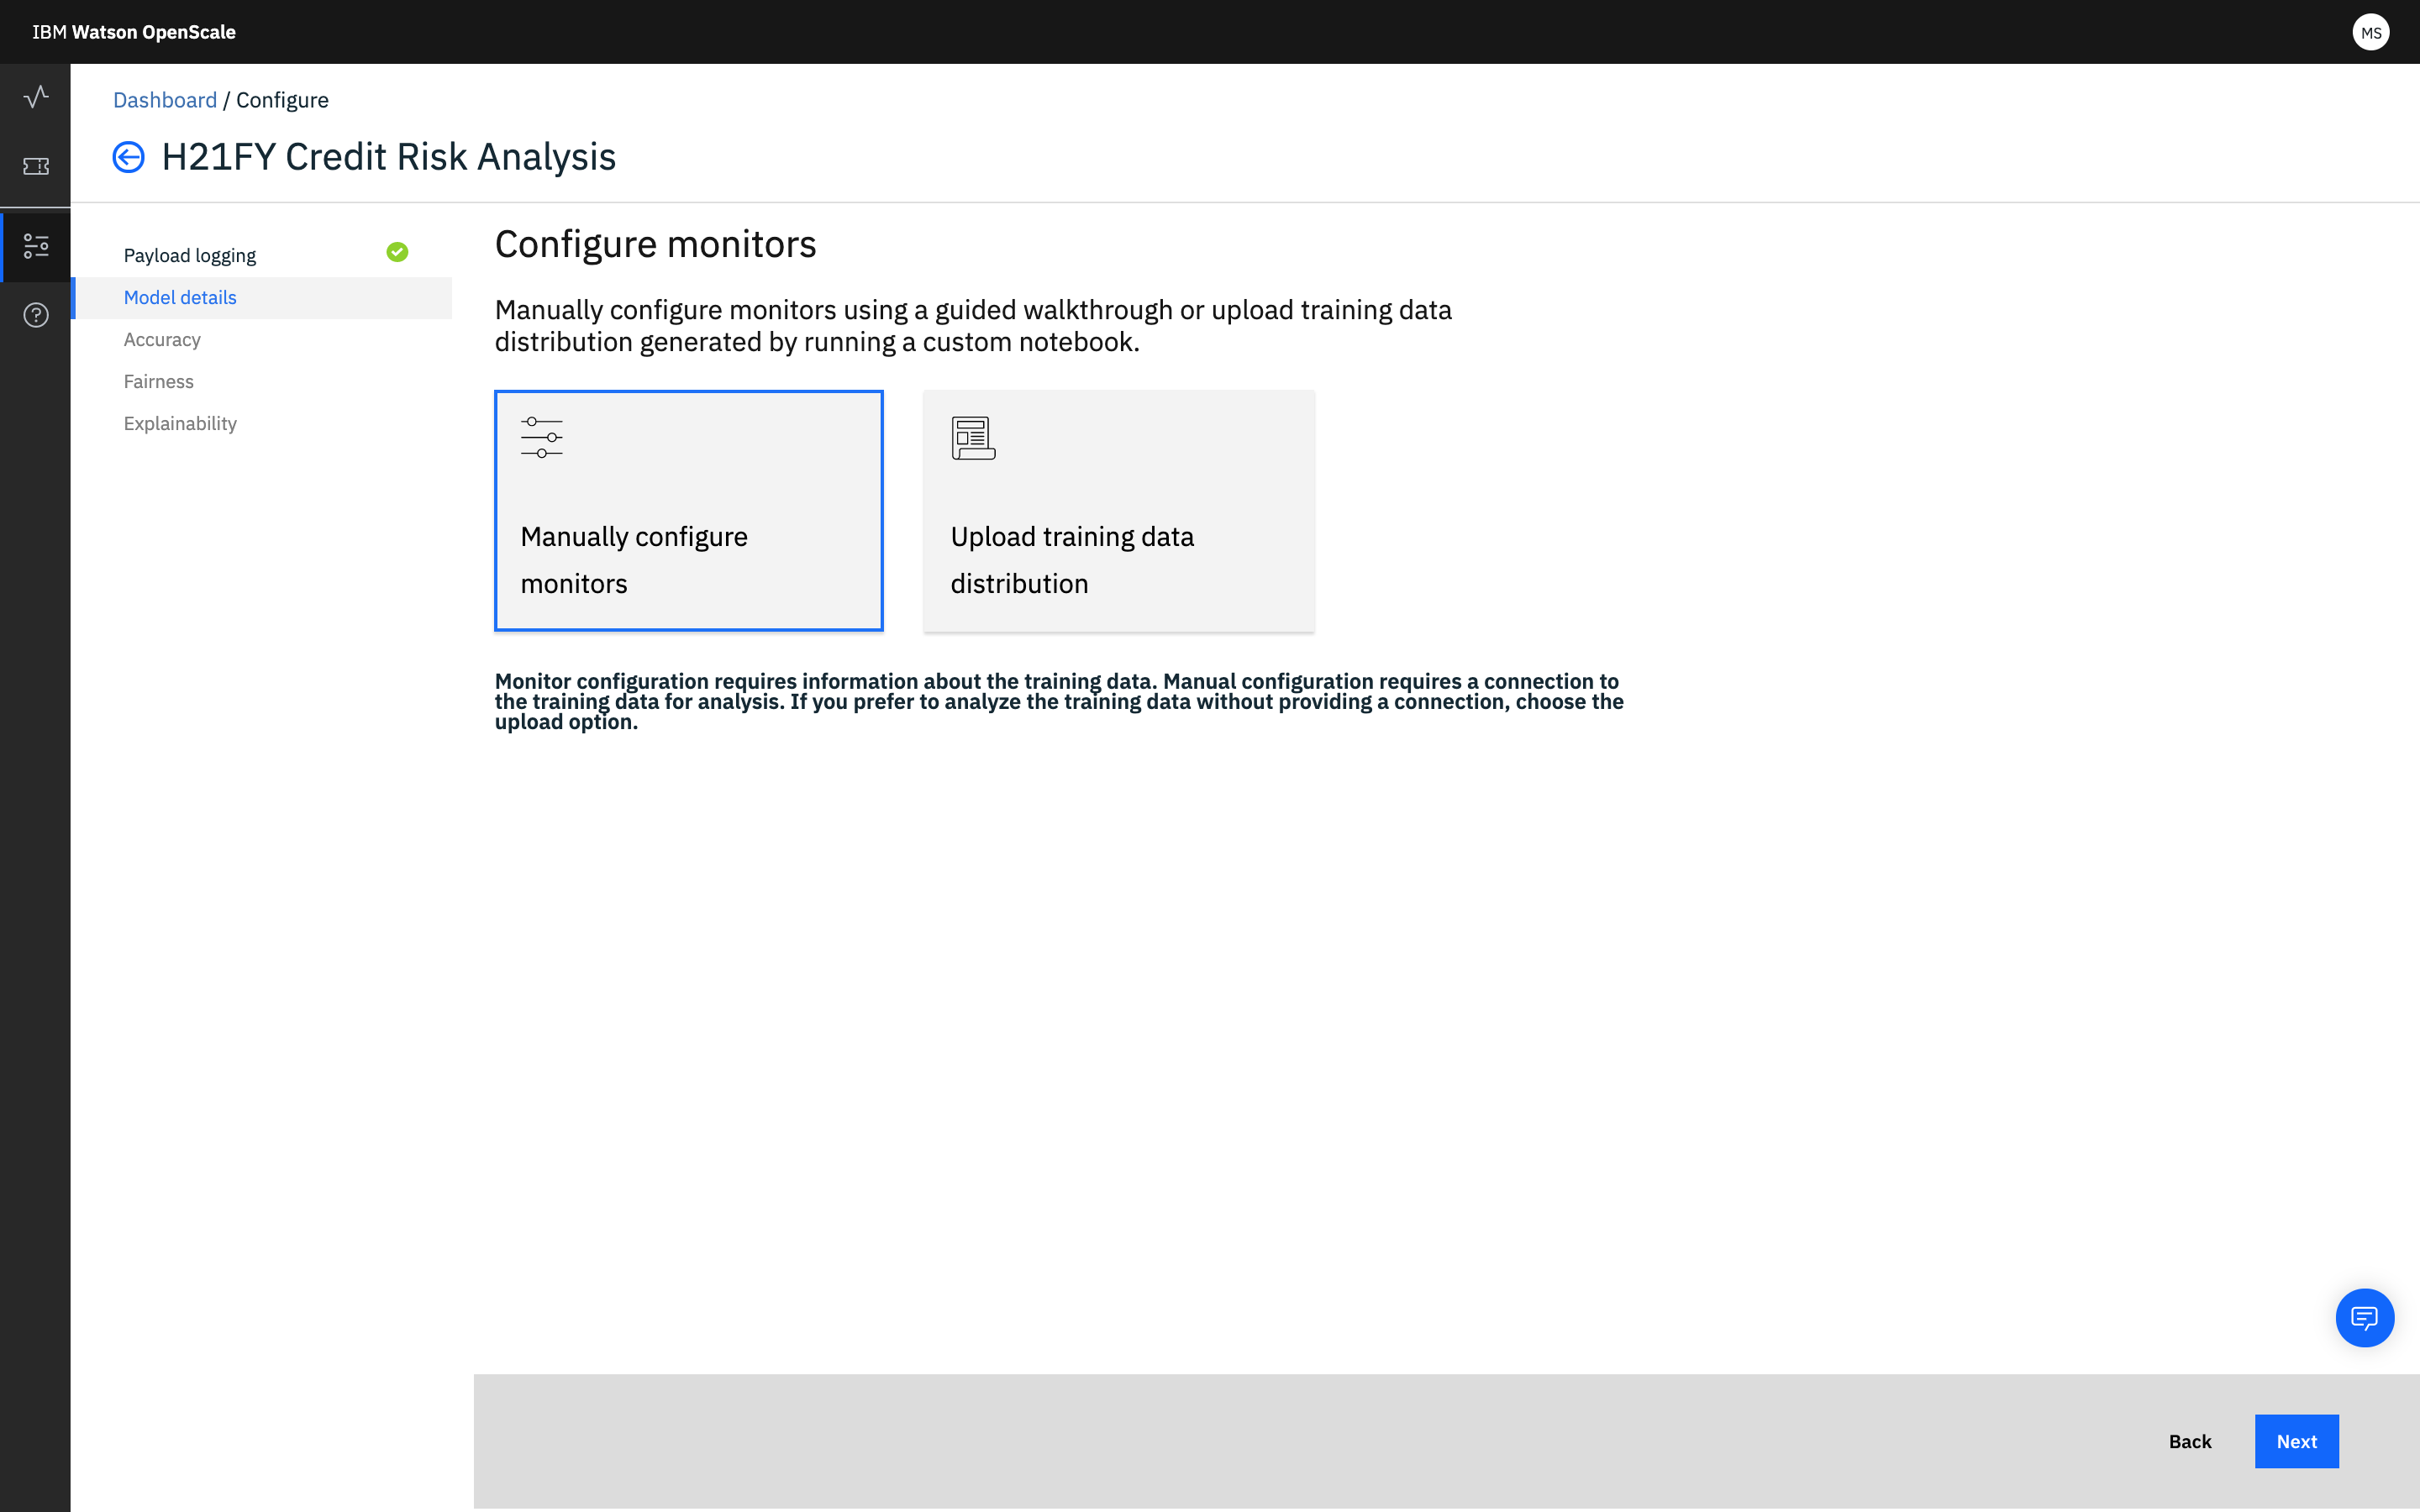 IBM Watson OpenScale
MS
Dashboard / Configure
H21FY Credit Risk Analysis
Payload logging
Model details
Accuracy
Fairness
Explainability
Configure monitors
Manually configure monitors using a guided walkthrough or upload training data
distribution generated by running a custom notebook.
Manually configure
monitors
Upload training data
distribution
Monitor configuration requires information about the training data. Manual configuration requires a connection to
the training data for analysis. If you prefer to analyze the training data without providing a connection, choose the
upload option.
Back
Next